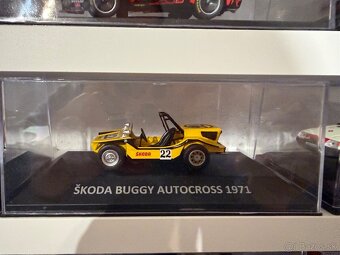 ŠKODA 22
ŠKODA BUGGY AUTOCROSS 1971